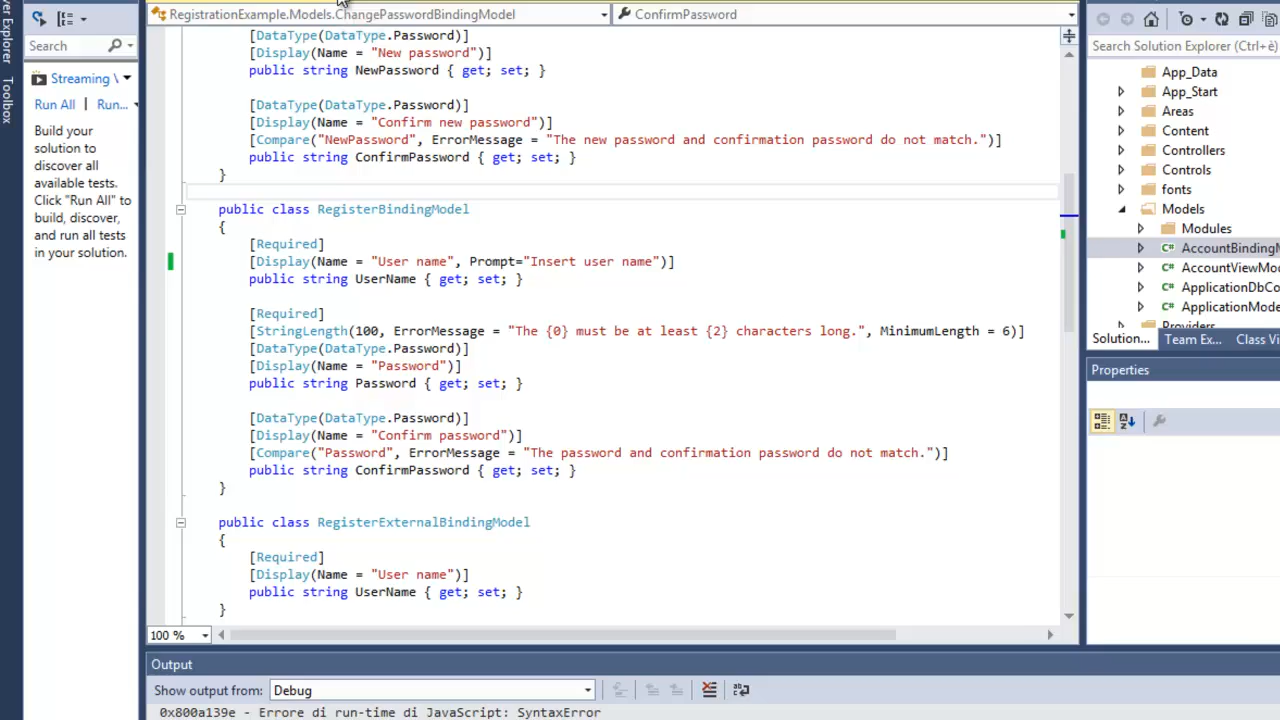 er Explorer
Toolbox
Search
Streaming \
Run All | Run...
Build your
solution to
discover all
available tests.
Click "Run All" to
build, discover,
and run all tests
in your solution.
RegistrationExample.Models.ChangePasswordBindingModel
ConfirmPassword
[DataType(DataType.Password)]
[Display(Name = "New password")]
public string NewPassword { get; set; }
[DataType(DataType.Password)]
[Display(Name = "Confirm new password")]
[Compare("NewPassword", ErrorMessage = "The new password and confirmation password do not match.")]
public string ConfirmPassword { get; set; }
}
public class RegisterBindingModel
{
[Required]
[Display(Name = "User name", Prompt="Insert user name")]
public string UserName { get; set; }
[Required]
[StringLength(100, ErrorMessage = "The {0} must be at least {2} characters long.", MinimumLength = 6)]
[DataType(DataType.Password)]
[Display(Name = "Password")]
public string Password { get; set; }
[DataType(DataType.Password)]
[Display(Name = "Confirm password")]
[Compare("Password", ErrorMessage = "The password and confirmation password do not match.")]
public string ConfirmPassword { get; set; }
}
public class RegisterExternalBindingModel
{
[Required]
[Display(Name = "User name")]
public string UserName { get; set; }
}
100 %
Output
Show output from: Debug
0x800a139e - Errore di run-time di JavaScript: SyntaxError
Search Solution Explorer (Ctrl+è)
App_Data
App_Start
Areas
Content
Controllers
Controls
fonts
Models
Modules
C# AccountBindingM
C# AccountViewMo
C# ApplicationDbCo
C# ApplicationMode
Providers
Solution... Team Ex... Class Vi
Properties